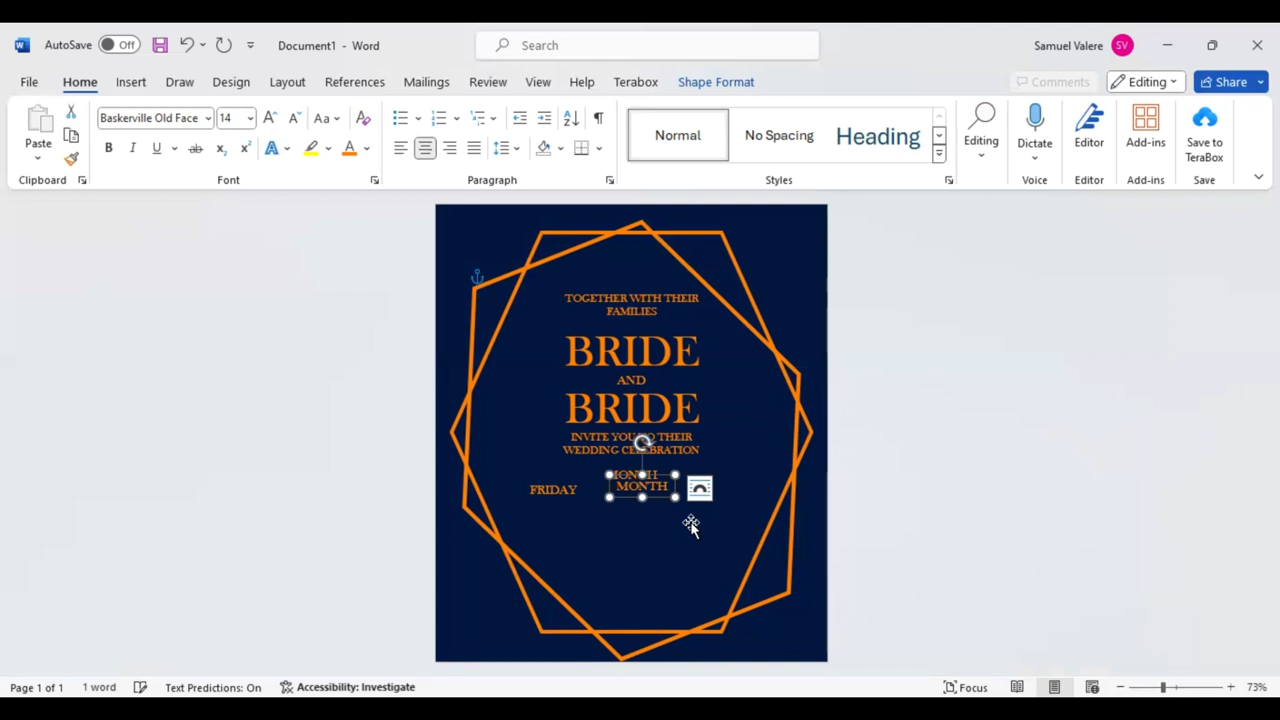 AutoSave Off Document1 - Word Search Samuel Valere SV
File Home Insert Draw Design Layout References Mailings Review View Help Terabox Shape Format Comments Editing Share
Paste Baskerville Old Face 14 Aa Normal No Spacing Heading Editing Dictate Editor Add-ins Save to TeraBox
Clipboard Font Paragraph Styles Voice Editor Add-ins Save
TOGETHER WITH THEIR
FAMILIES
BRIDE
AND
BRIDE
INVITE YOU TO THEIR
WEDDING CELEBRATION
MONTH
FRIDAY MONTH
Page 1 of 1 1 word Text Predictions: On Accessibility: Investigate Focus 73%